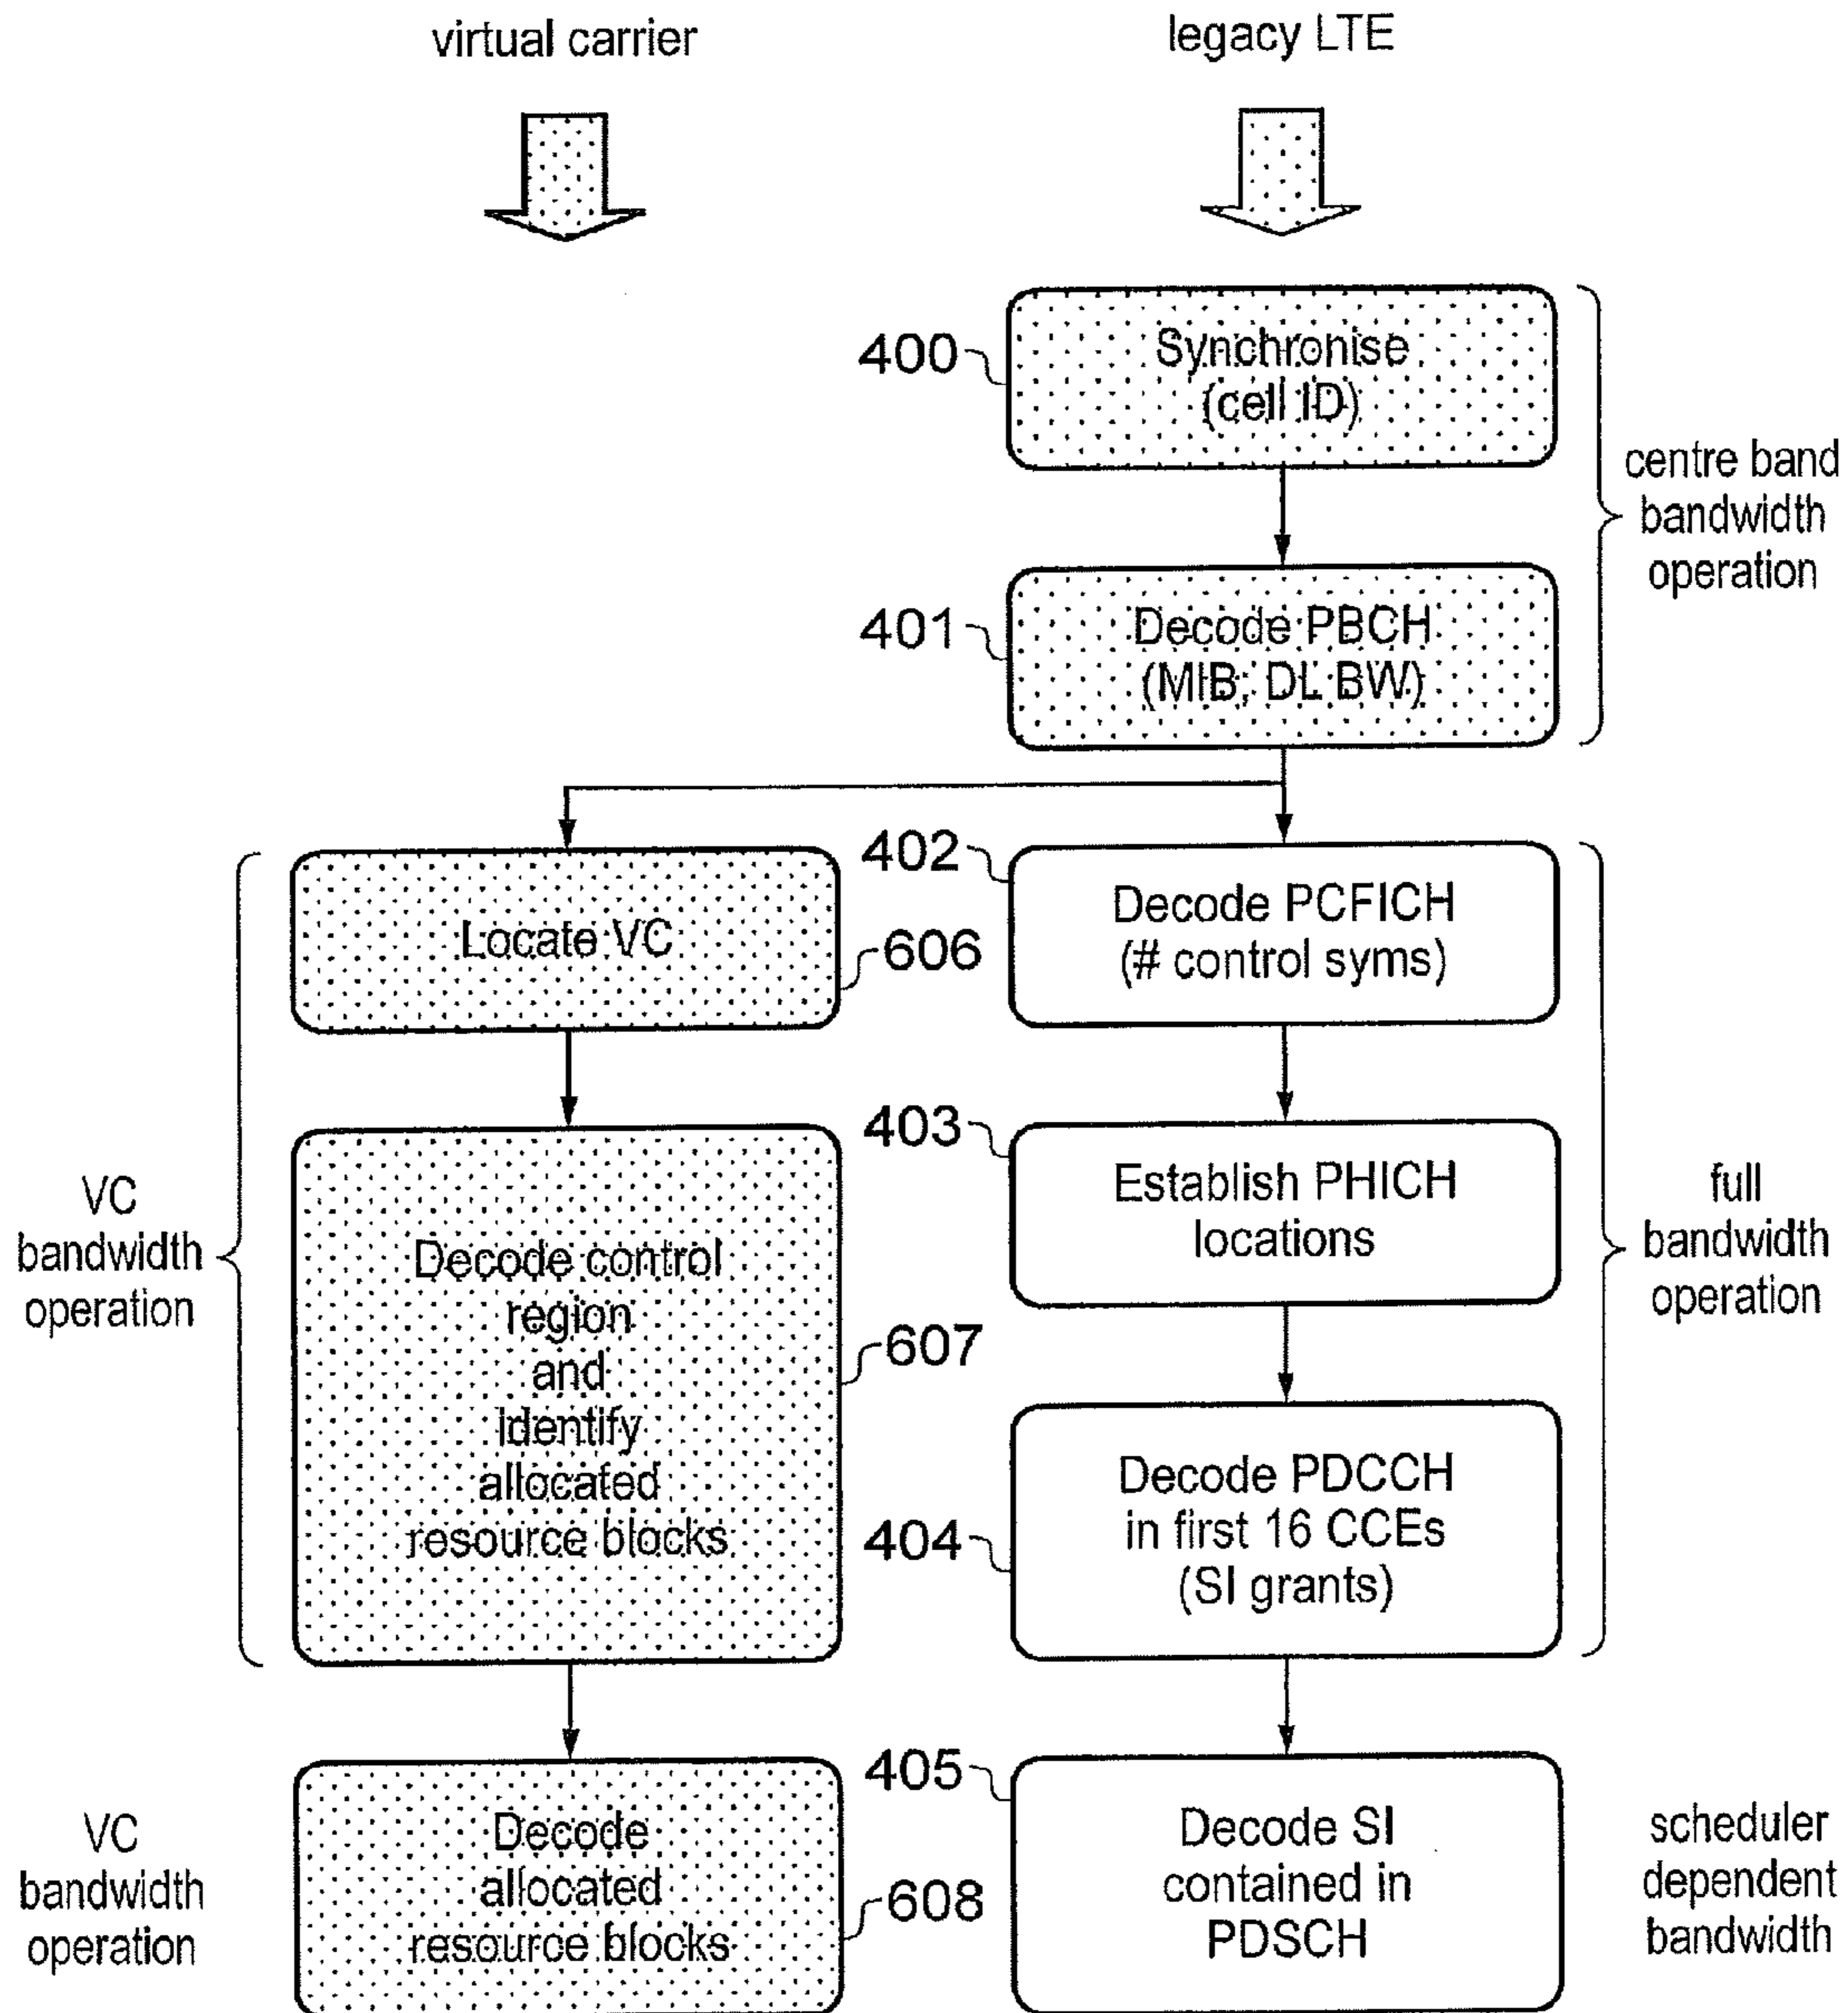 virtual carrier
legacy LTE
400
Synchronise
(cell ID)
centre band
bandwidth
operation
401
Decode PBCH
(MIB; DL BW)
Locate VC
606
402
Decode PCFICH
(# control syms)
403
Establish PHICH
locations
VC
bandwidth
operation
full
bandwidth
operation
Decode control
region
and
identify
allocated
resource blocks
607
404
Decode PDCCH
in first 16 CCEs
(SI grants)
VC
bandwidth
operation
Decode
allocated
resource blocks
608
405
Decode SI
contained in
PDSCH
scheduler
dependent
bandwidth